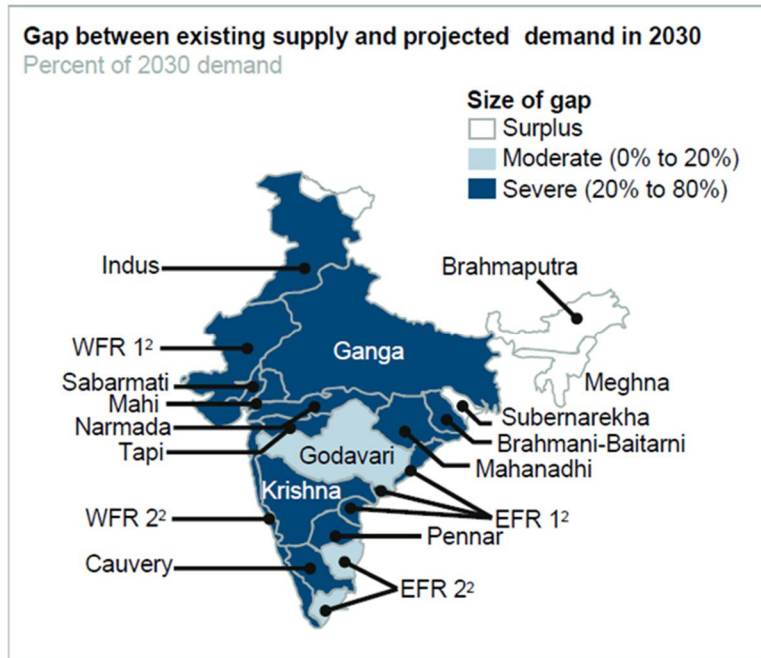 Gap between existing supply and projected demand in 2030
Percent of 2030 demand
Size of gap
Surplus
Moderate (0% to 20%)
Severe (20% to 80%)
Indus
Brahmaputra
WFR 1²
Ganga
Sabarmati
Meghna
Mahi
Subernarekha
Narmada
Brahmani-Baitarni
Tapi
Godavari
Mahanadhi
Krishna
WFR 2²
EFR 1²
Pennar
Cauvery
EFR 2²